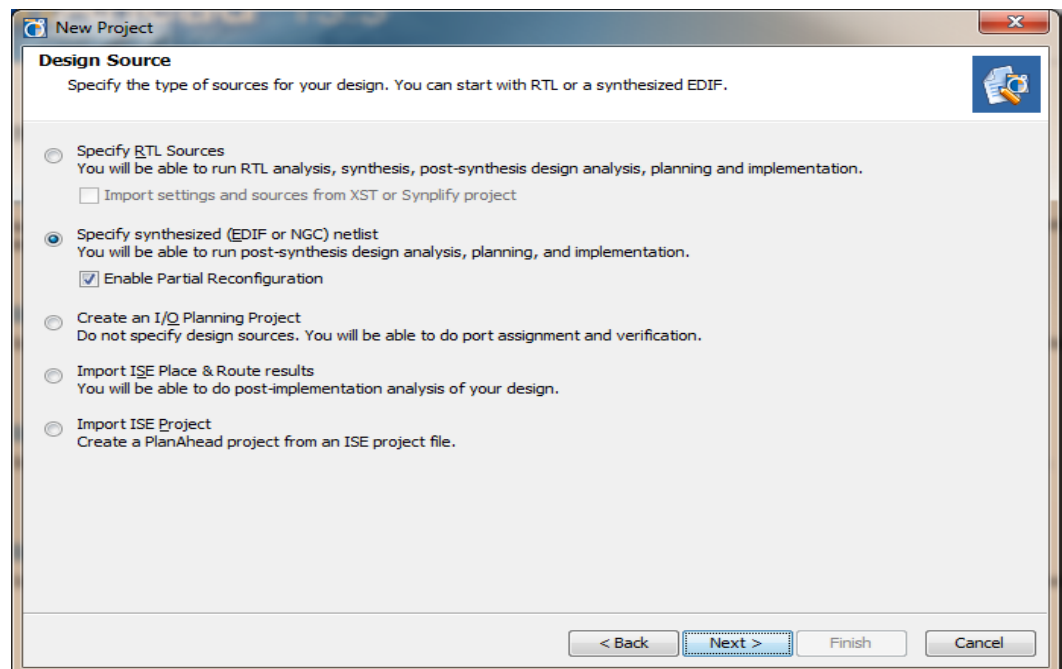 New Project
Design Source
Specify the type of sources for your design. You can start with RTL or a synthesized EDIF.
Specify RTL Sources
You will be able to run RTL analysis, synthesis, post-synthesis design analysis, planning and implementation.
Import settings and sources from XST or Synplify project
Specify synthesized (EDIF or NGC) netlist
You will be able to run post-synthesis design analysis, planning, and implementation.
Enable Partial Reconfiguration
Create an I/O Planning Project
Do not specify design sources. You will be able to do port assignment and verification.
Import ISE Place & Route results
You will be able to do post-implementation analysis of your design.
Import ISE Project
Create a PlanAhead project from an ISE project file.
< Back Next > Finish Cancel